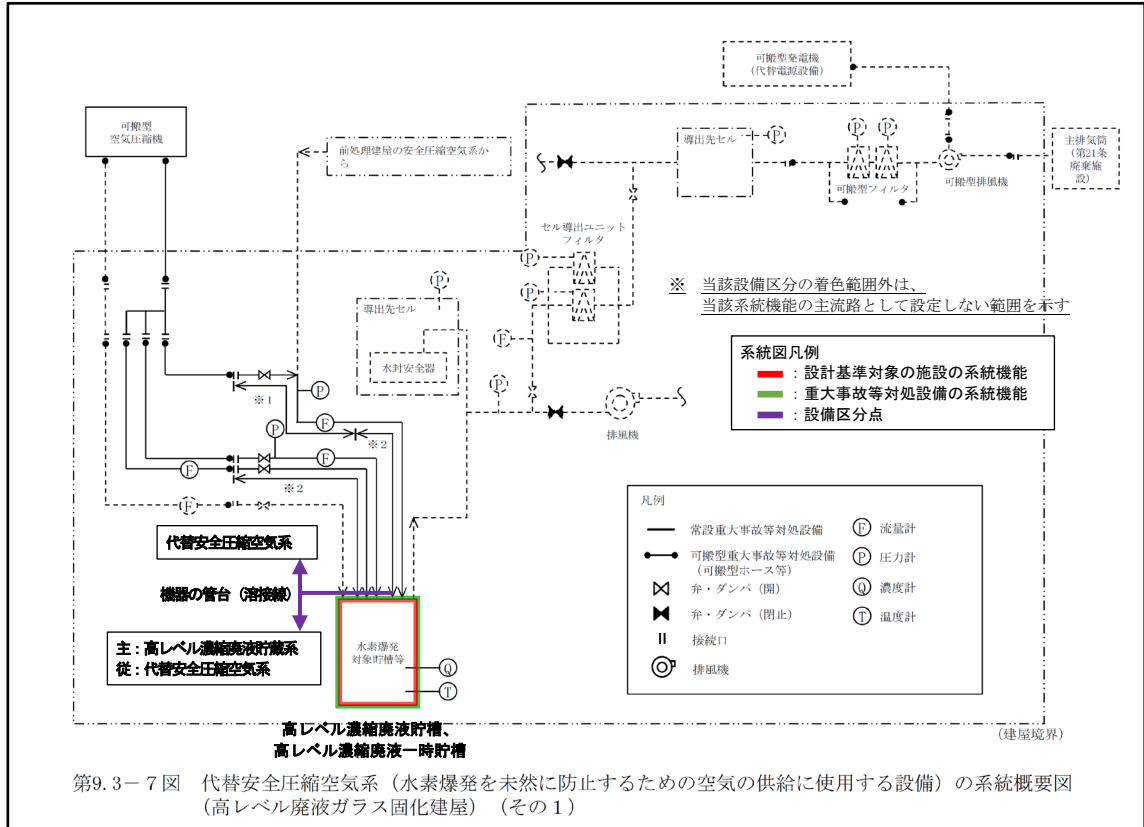 可搬型発電機
(代替電源設備)
可搬型
空気圧縮機
前処理建屋の安全圧縮空気系か
ら
導出先セル
P
P
P
可搬型フィルタ
可搬型排風機
主排気筒
(第21条
廃棄施
設)
セル導出ユニット
フィルタ
P
P
P
導出先セル
水封安全器
F
P
排風機
※ 当該設備区分の着色範囲外は、
当該系統機能の主流路として設定しない範囲を示す
系統図凡例
:設計基準対象の施設の系統機能
:重大事故等対処設備の系統機能
:設備区分点
※1
P
F
※2
P
F
F
※2
F
代替安全圧縮空気系
機器の管台(溶接線)
主:高レベル濃縮廃液貯蔵系
従:代替安全圧縮空気系
水素爆発
対象貯槽等
Q
T
高レベル濃縮廃液貯槽、
高レベル濃縮廃液一時貯槽
凡例
常設重大事故等対処設備
可搬型重大事故等対処設備
(可搬型ホース等)
弁・ダンパ(開)
弁・ダンパ(閉止)
接続口
排風機
F 流量計
P 圧力計
Q 濃度計
T 温度計
(建屋境界)
第9.3-7図 代替安全圧縮空気系(水素爆発を未然に防止するための空気の供給に使用する設備)の系統概要図
(高レベル廃液ガラス固化建屋)(その1)